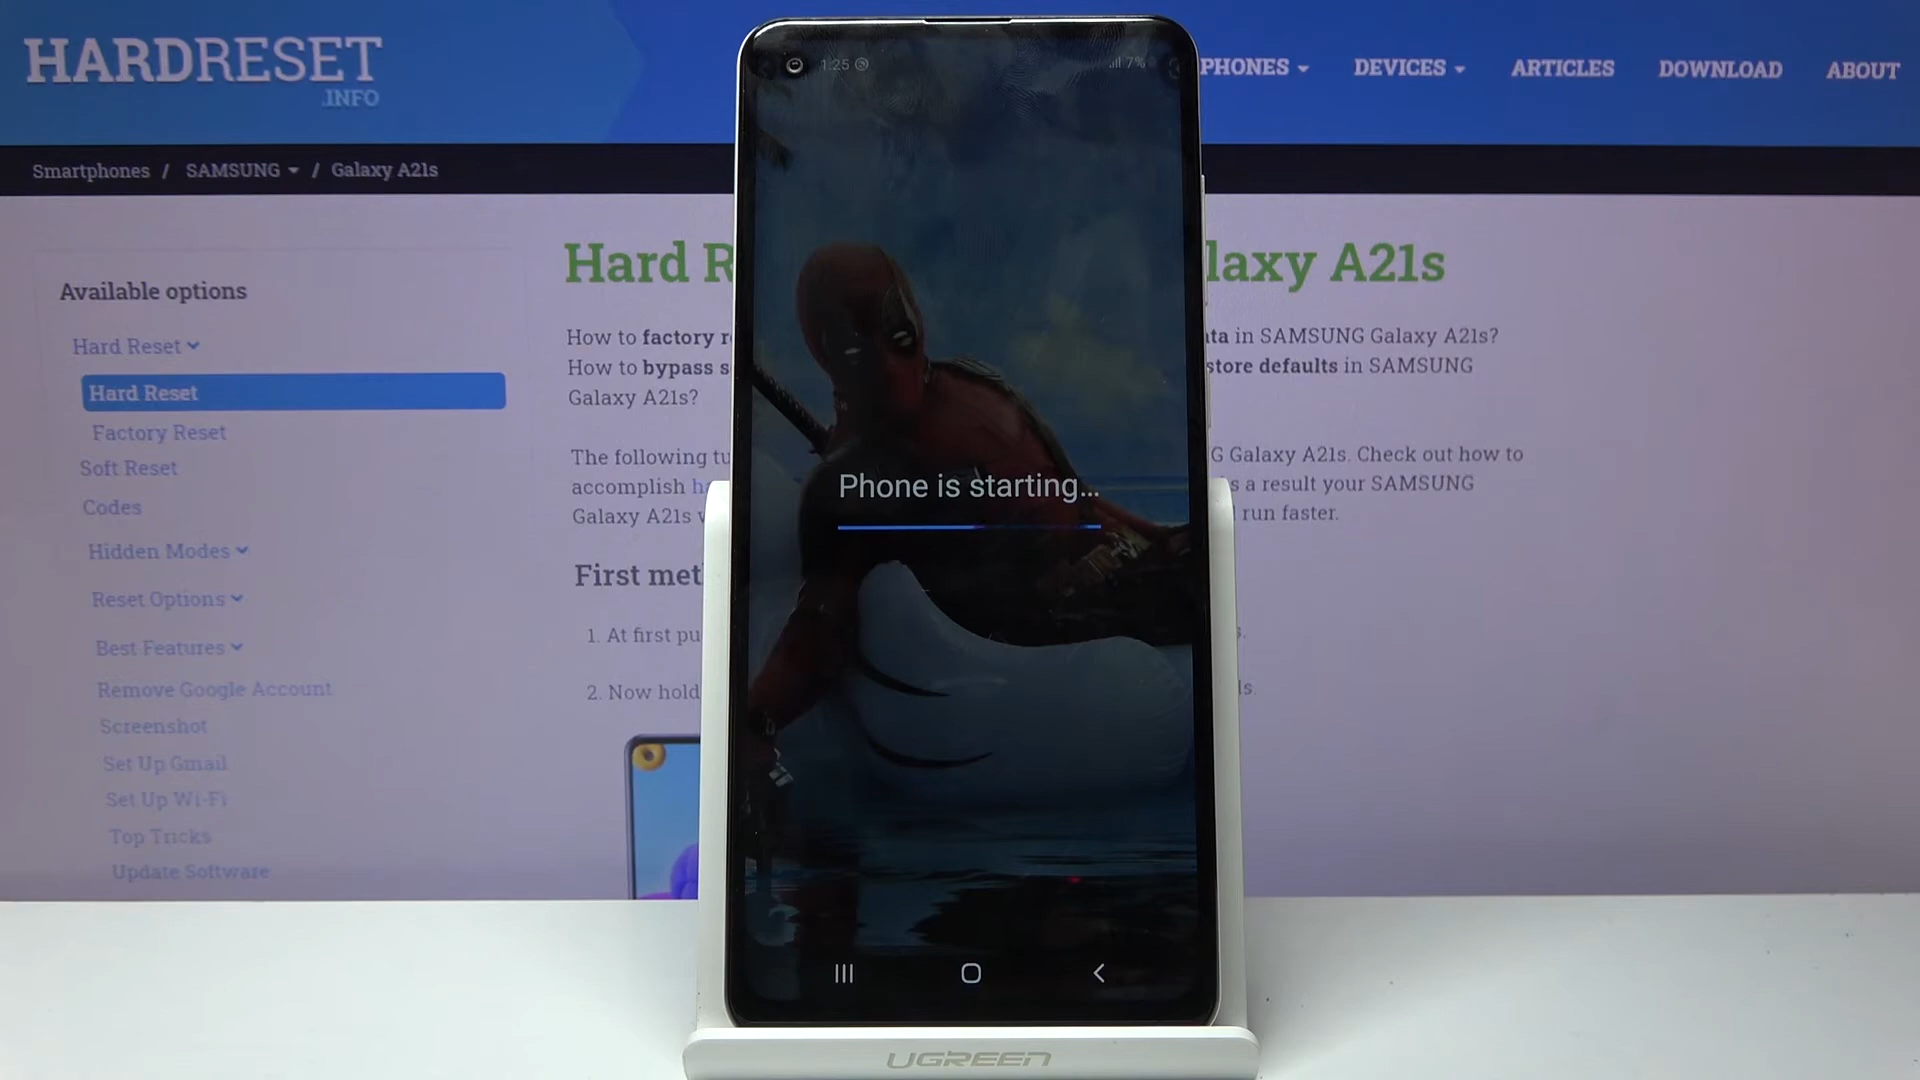 HARDRESET
.INFO
PHONES DEVICES ARTICLES DOWNLOAD ABOUT
Smartphones / SAMSUNG / Galaxy A21s
1:25
7%
Available options
Hard Reset
Hard Reset
Factory Reset
Soft Reset
Codes
Hidden Modes
Reset Options
Best Features
Remove Google Account
Screenshot
Set Up Gmail
Set Up Wi-Fi
Top Tricks
Update Software
Hard R laxy A21s
How to factory r ta in SAMSUNG Galaxy A21s?
How to bypass s store defaults in SAMSUNG
Galaxy A21s?
The following tu G Galaxy A21s. Check out how to
accomplish ha s a result your SAMSUNG
Galaxy A21s run faster.
First met
1. At first pu s.
2. Now hold ls.
Phone is starting...
UGREEN